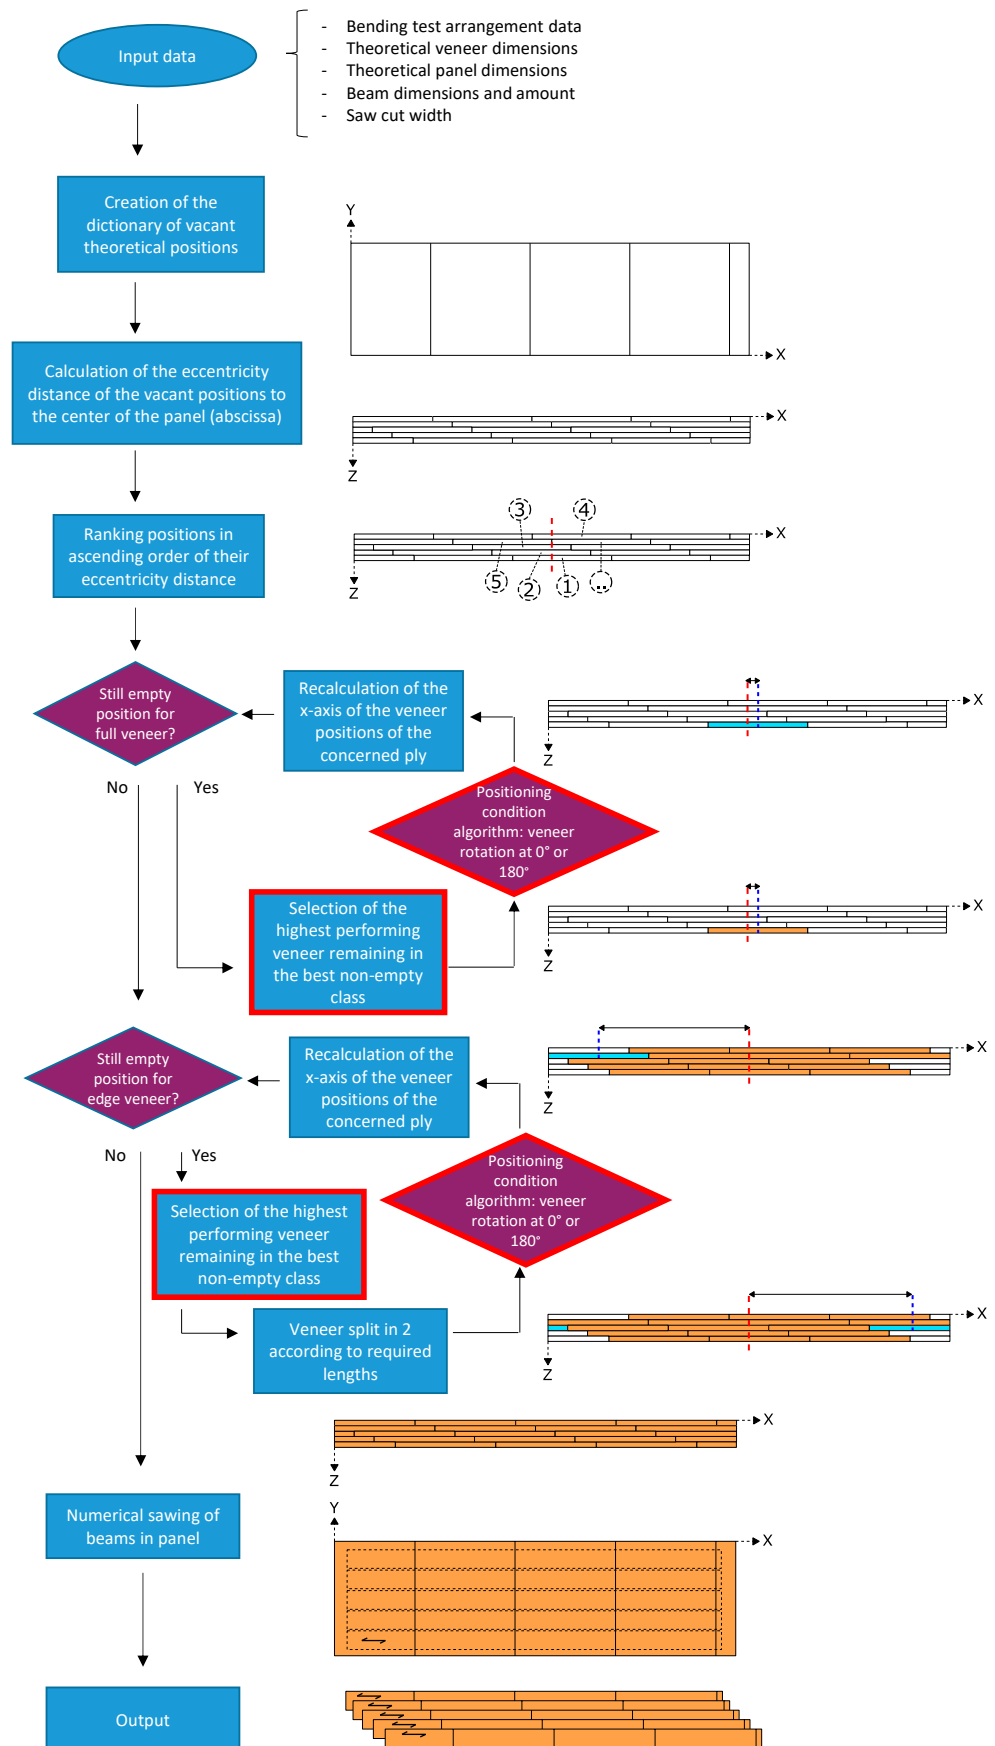 Input data
- Bending test arrangement data
- Theoretical veneer dimensions
- Theoretical panel dimensions
- Beam dimensions and amount
- Saw cut width
Creation of the
dictionary of vacant
theoretical positions
Y
X
Calculation of the eccentricity
distance of the vacant positions to
the center of the panel (abscissa)
X
Z
Ranking positions in
ascending order of their
eccentricity distance
3
4
X
5
2
1
..
Z
Still empty
position for
full veneer?
Recalculation of the
x-axis of the veneer
positions of the
concerned ply
X
Z
No
Yes
Positioning
condition
algorithm: veneer
rotation at 0° or
180°
Selection of the
highest performing
veneer remaining in
the best non-empty
class
X
Z
Still empty
position for
edge veneer?
Recalculation of the
x-axis of the veneer
positions of the
concerned ply
X
Z
No
Yes
Positioning
condition
algorithm: veneer
rotation at 0° or
180°
Selection of the highest
performing veneer
remaining in the best
non-empty class
Veneer split in 2
according to required
lengths
X
Z
X
Z
Numerical sawing of
beams in panel
Y
X
Output